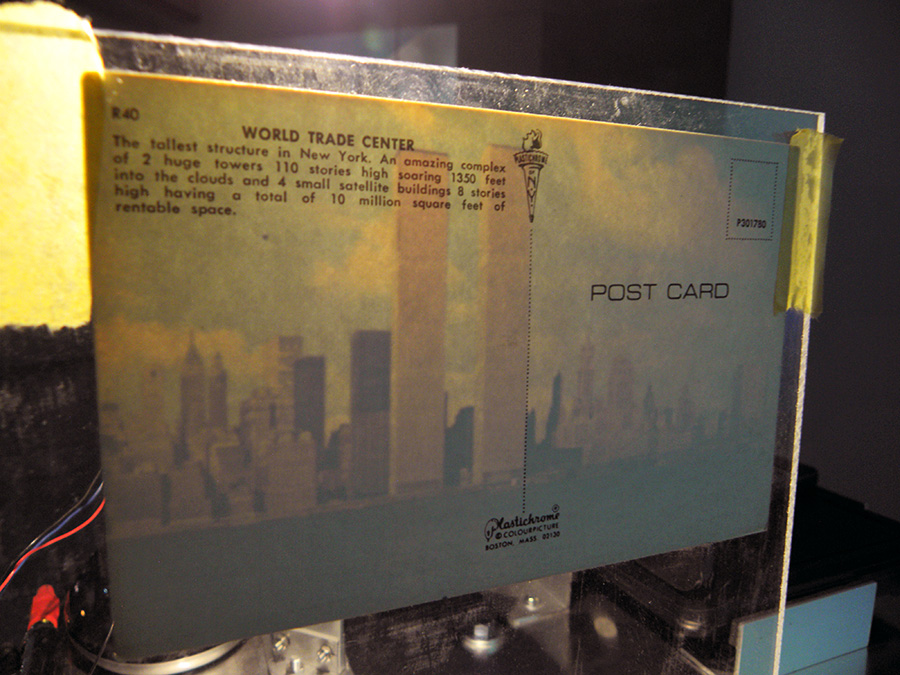 R40
WORLD TRADE CENTER
The tallest structure in New York. An amazing complex
of 2 huge towers 110 stories high soaring 1350 feet
into the clouds and 4 small satellite buildings 8 stories
high having a total of 10 million square feet of
rentable space.
PLASTICHROME
OF
N.Y.
P301750
POST CARD
Plastichrome®
© COLOURPICTURE
BOSTON, MASS. 02130